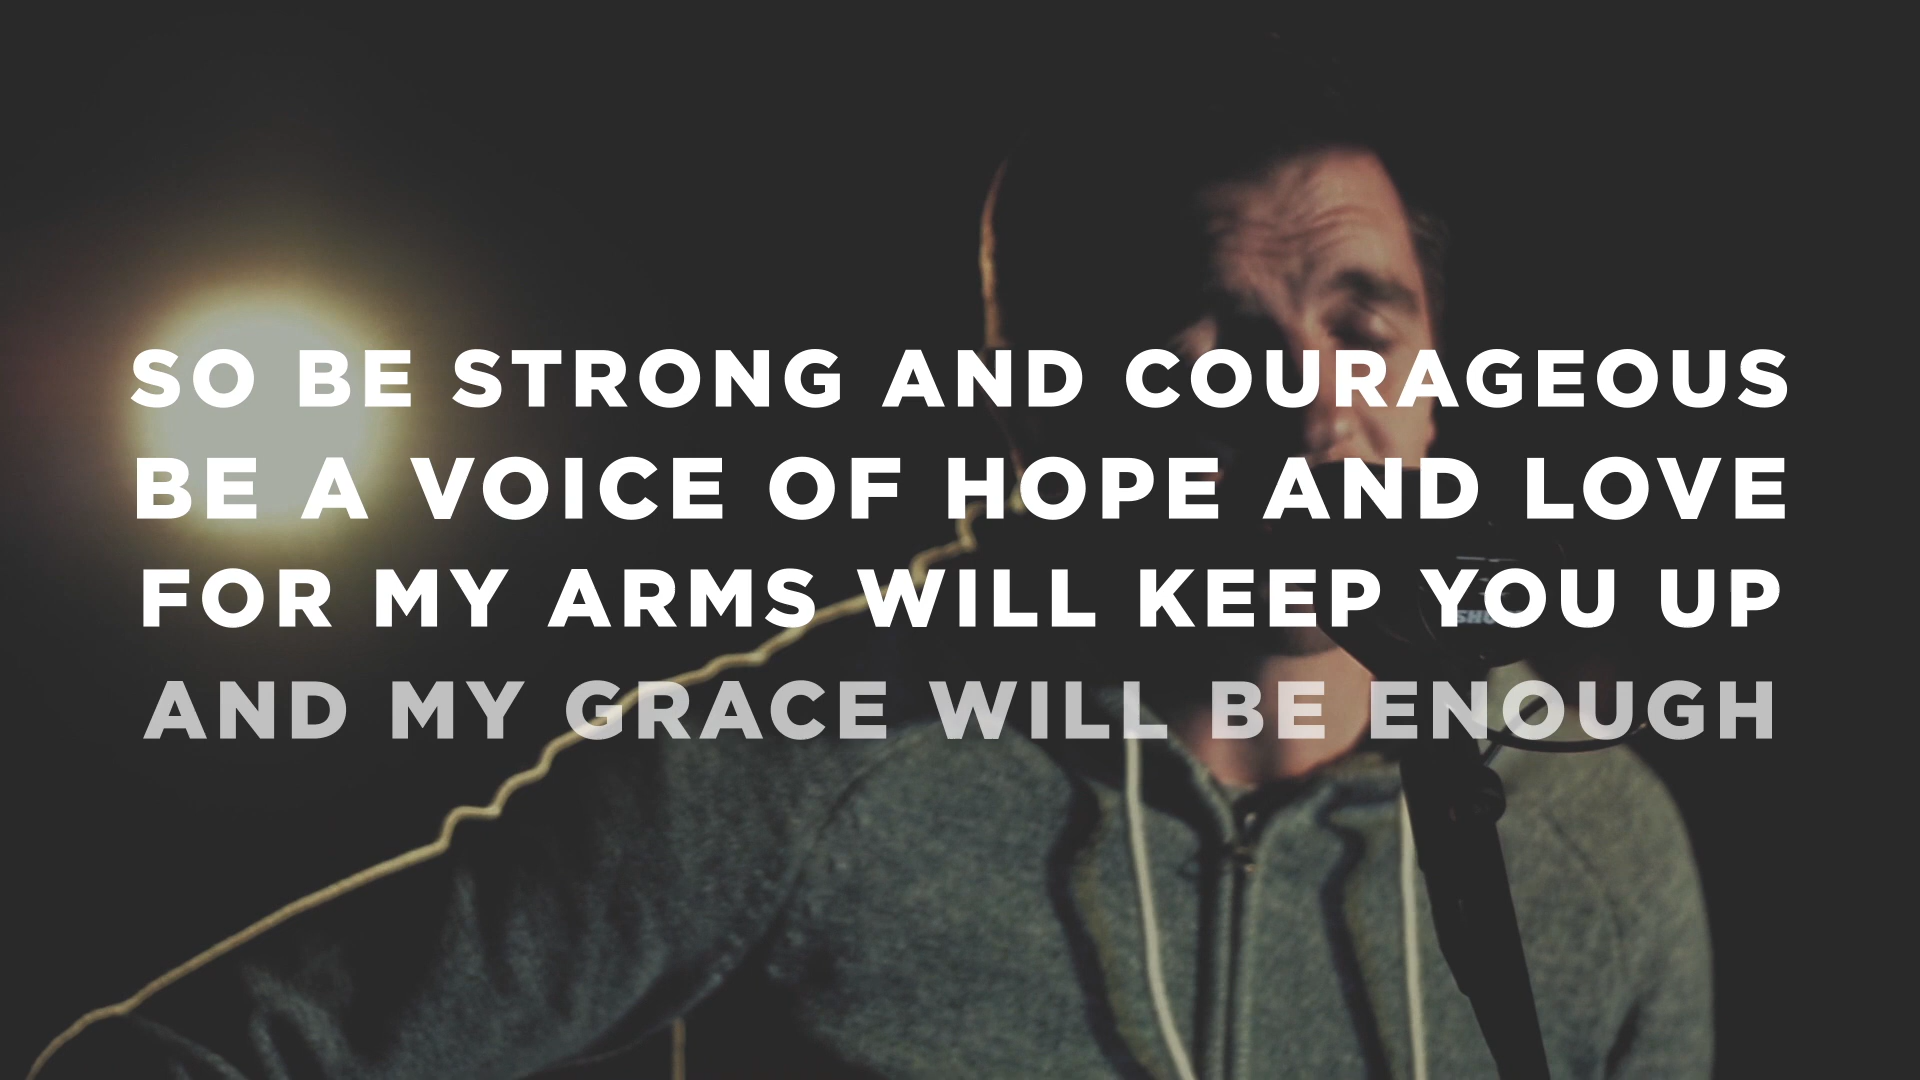 SO BE STRONG AND COURAGEOUS
BE A VOICE OF HOPE AND LOVE
FOR MY ARMS WILL KEEP YOU UP
AND MY GRACE WILL BE ENOUGH